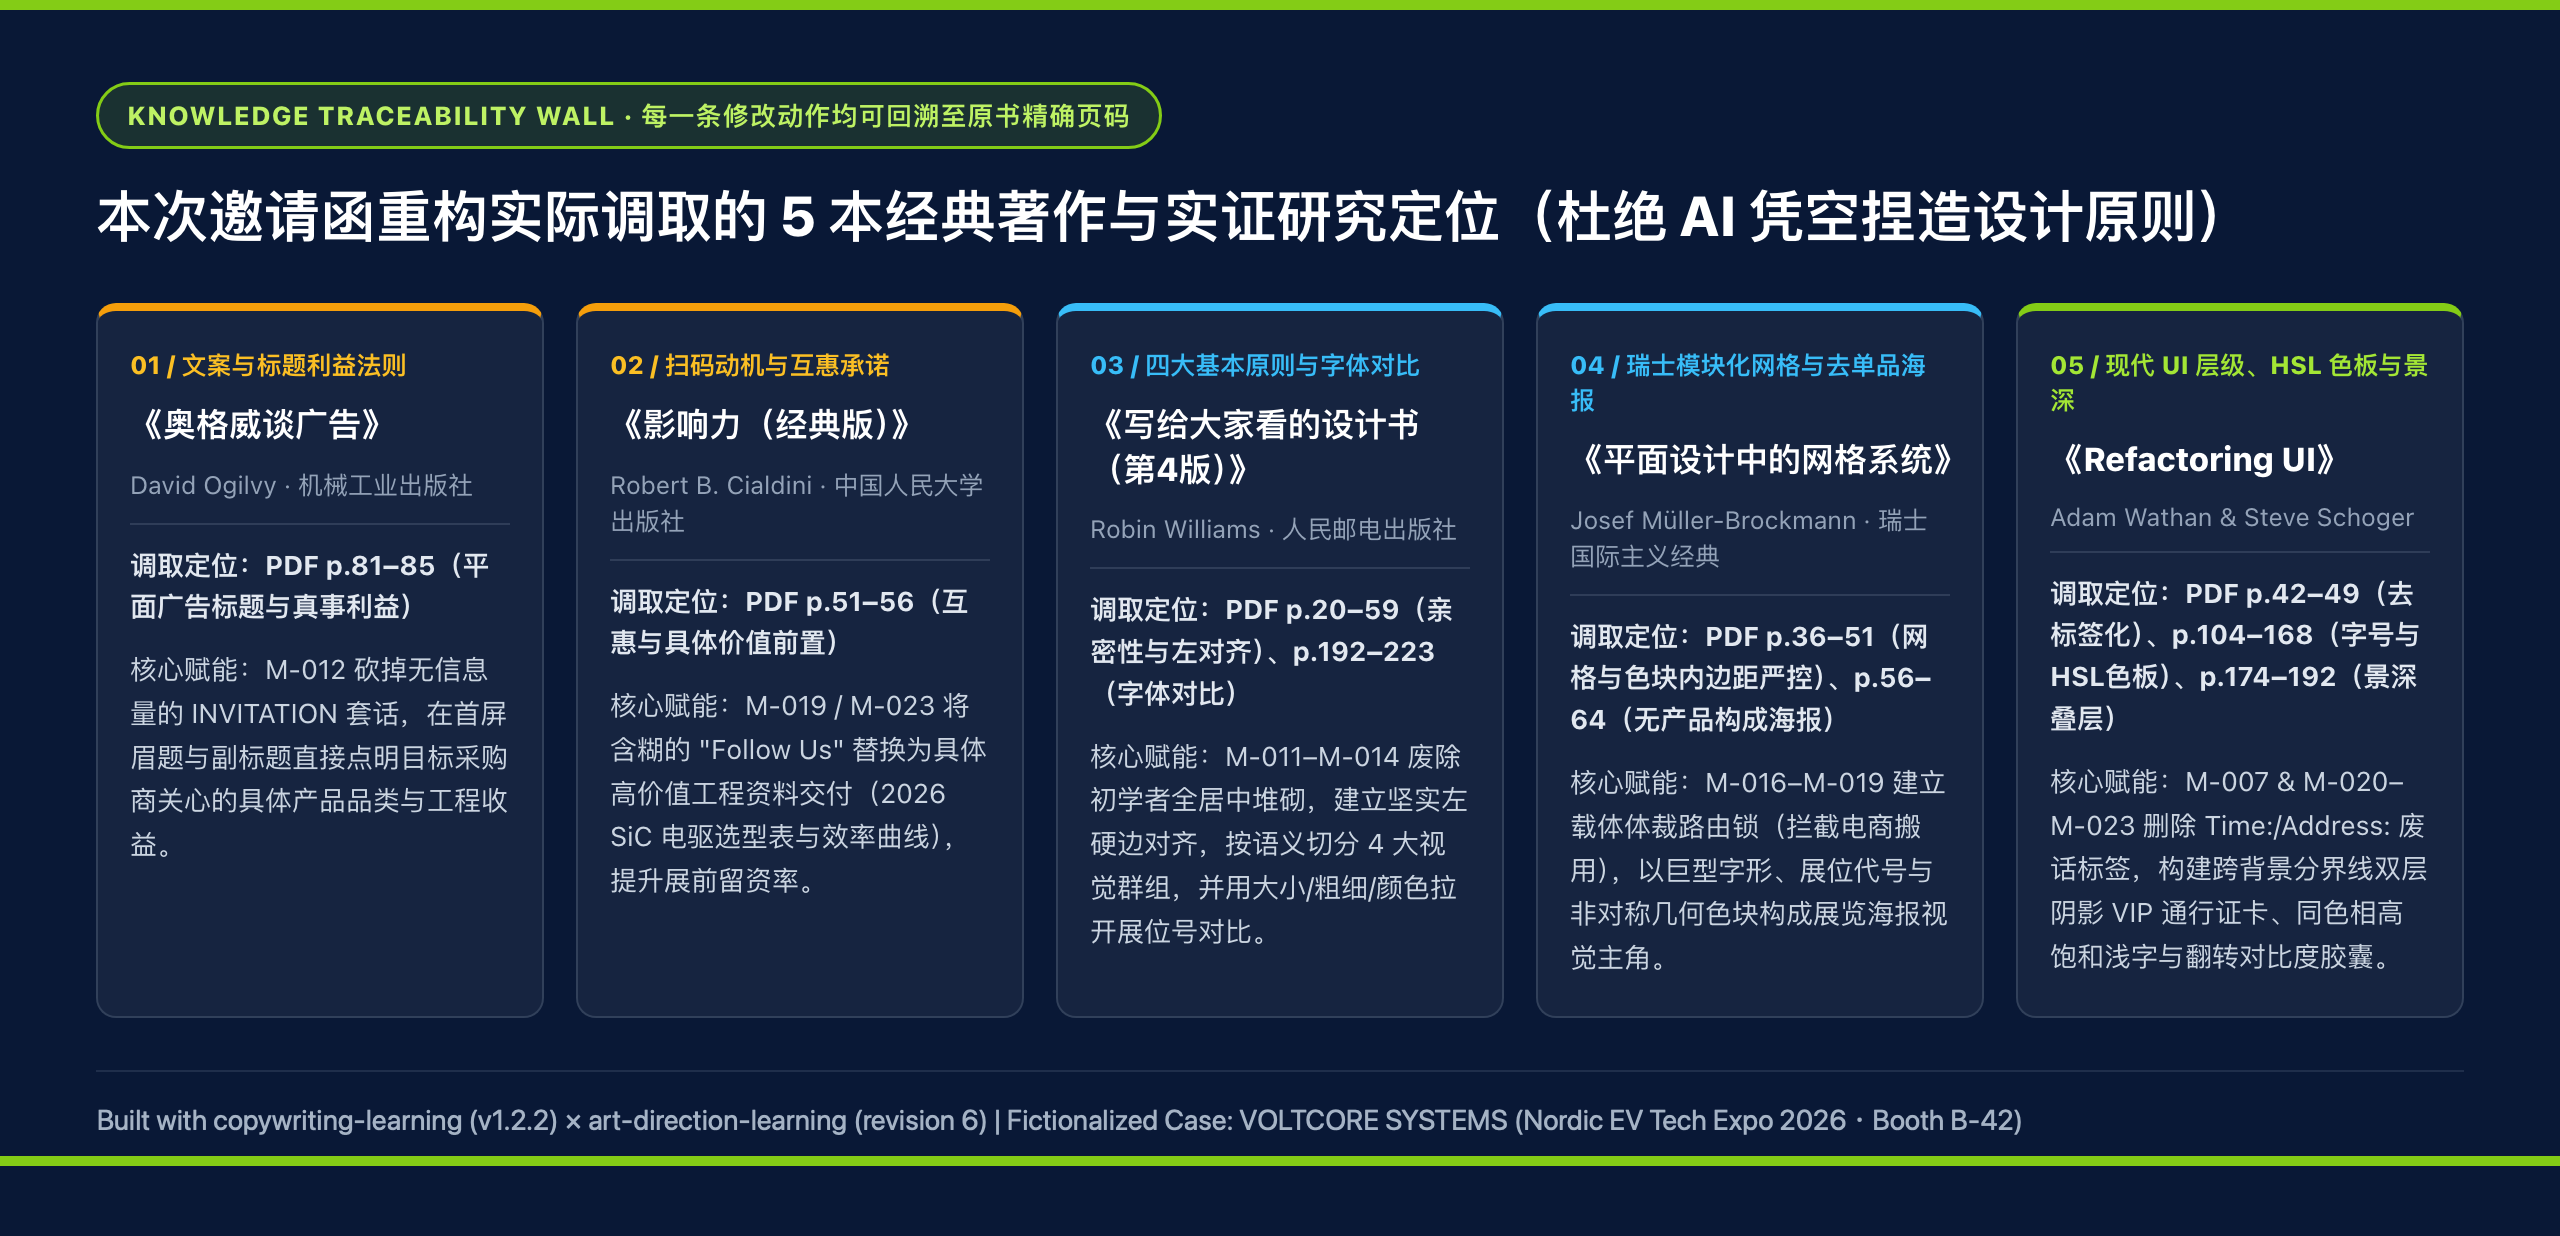 KNOWLEDGE TRACEABILITY WALL · 每一条修改动作均可回溯至原书精确页码
本次邀请函重构实际调取的 5 本经典著作与实证研究定位（杜绝 AI 凭空捏造设计原则）
01 / 文案与标题利益法则
《奥格威谈广告》
David Ogilvy · 机械工业出版社
调取定位：PDF p.81–85（平
面广告标题与真事利益）
核心赋能：M-012 砍掉无信息
量的 INVITATION 套话，在首屏
眉题与副标题直接点明目标采购
商关心的具体产品品类与工程收
益。
02 / 扫码动机与互惠承诺
《影响力（经典版）》
Robert B. Cialdini · 中国人民大学
出版社
调取定位：PDF p.51–56（互
惠与具体价值前置）
核心赋能：M-019 / M-023 将
含糊的 "Follow Us" 替换为具体
高价值工程资料交付（2026
SiC 电驱选型表与效率曲线），
提升展前留资率。
03 / 四大基本原则与字体对比
《写给大家看的设计书
（第4版）》
Robin Williams · 人民邮电出版社
调取定位：PDF p.20–59（亲
密性与左对齐）、p.192–223
（字体对比）
核心赋能：M-011–M-014 废除
初学者全居中堆砌，建立坚实左
硬边对齐，按语义切分 4 大视
觉群组，并用大小/粗细/颜色拉
开展位号对比。
04 / 瑞士模块化网格与去单品海
报
《平面设计中的网格系统》
Josef Müller-Brockmann · 瑞士
国际主义经典
调取定位：PDF p.36–51（网
格与色块内边距严控）、p.56–
64（无产品构成海报）
核心赋能：M-016–M-019 建立
载体体裁路由锁（拦截电商搬
用），以巨型字形、展位代号与
非对称几何色块构成展览海报视
觉主角。
05 / 现代 UI 层级、HSL 色板与景
深
《Refactoring UI》
Adam Wathan & Steve Schoger
调取定位：PDF p.42–49（去
标签化）、p.104–168（字号与
HSL色板）、p.174–192（景深
叠层）
核心赋能：M-007 & M-020–
M-023 删除 Time:/Address: 废
话标签，构建跨背景分界线双层
阴影 VIP 通行证卡、同色相高
饱和浅字与翻转对比度胶囊。
Built with copywriting-learning (v1.2.2) × art-direction-learning (revision 6) | Fictionalized Case: VOLTCORE SYSTEMS (Nordic EV Tech Expo 2026 · Booth B-42)